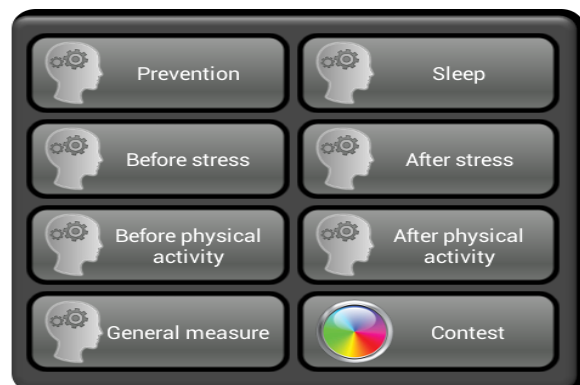 Prevention
Sleep
Before stress
After stress
Before physical
activity
After physical
activity
General measure
Contest